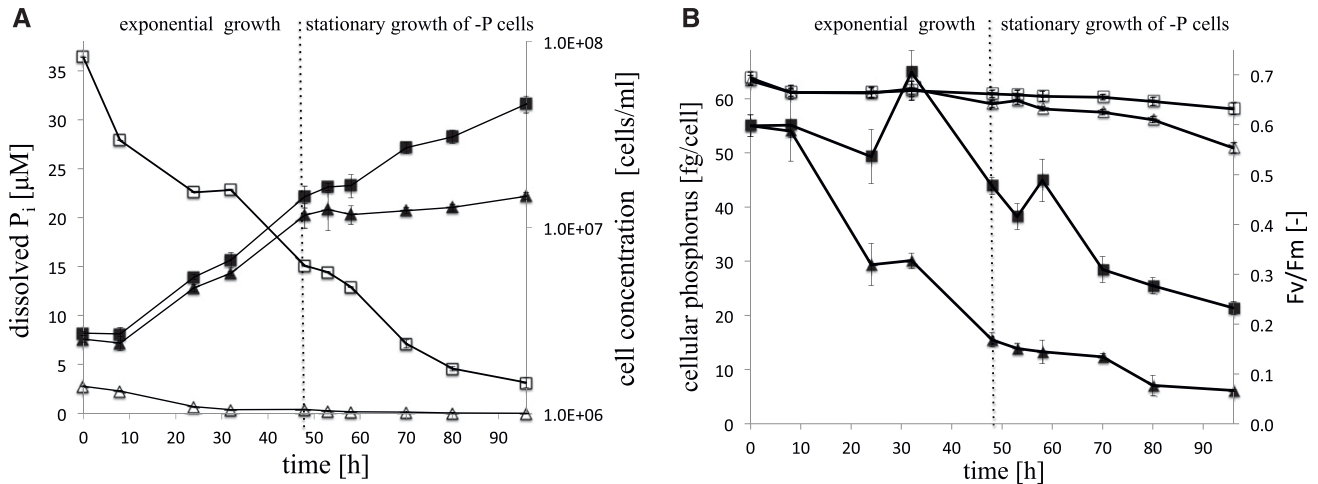 A
exponential growth
stationary growth of -P cells
dissolved Pi [µM]
35
30
25
20
15
10
5
0
1.0E+08
1.0E+07
1.0E+06
cell concentration [cells/ml]
0 10 20 30 40 50 60 70 80 90
time [h]
B
exponential growth
stationary growth of -P cells
cellular phosphorus [fg/cell]
60
50
40
30
20
10
0
0.7
0.6
0.5
0.4
0.3
0.2
0.1
0.0
Fv/Fm [-]
0 10 20 30 40 50 60 70 80 90
time [h]